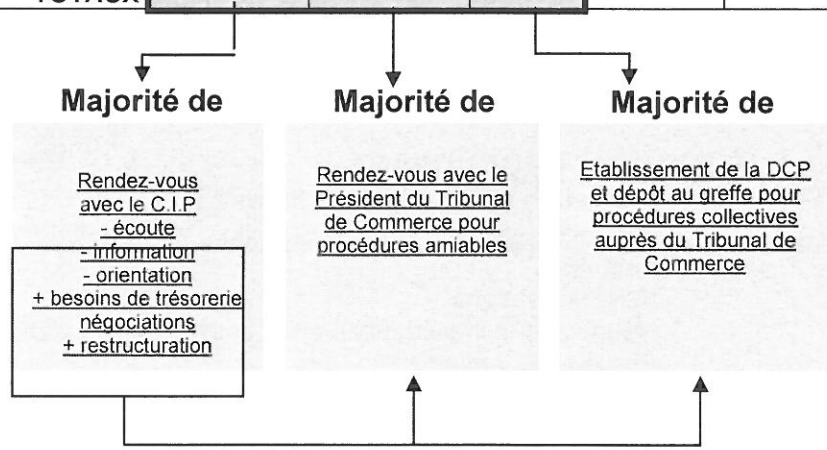 TOTAUX
Majorité de
Rendez-vous
avec le C.I.P
- écoute
- information
- orientation
+ besoins de trésorerie
négociations
+ restructuration
Majorité de
Rendez-vous avec le
Président du Tribunal
de Commerce pour
procédures amiables
Majorité de
Etablissement de la DCP
et dépôt au greffe pour
procédures collectives
auprès du Tribunal de
Commerce